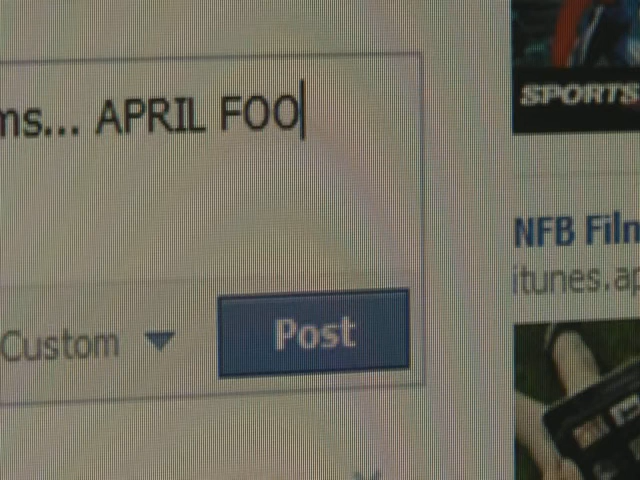 ms... APRIL FOO
Custom
Post
SPORTS
NFB Film
itunes.ap